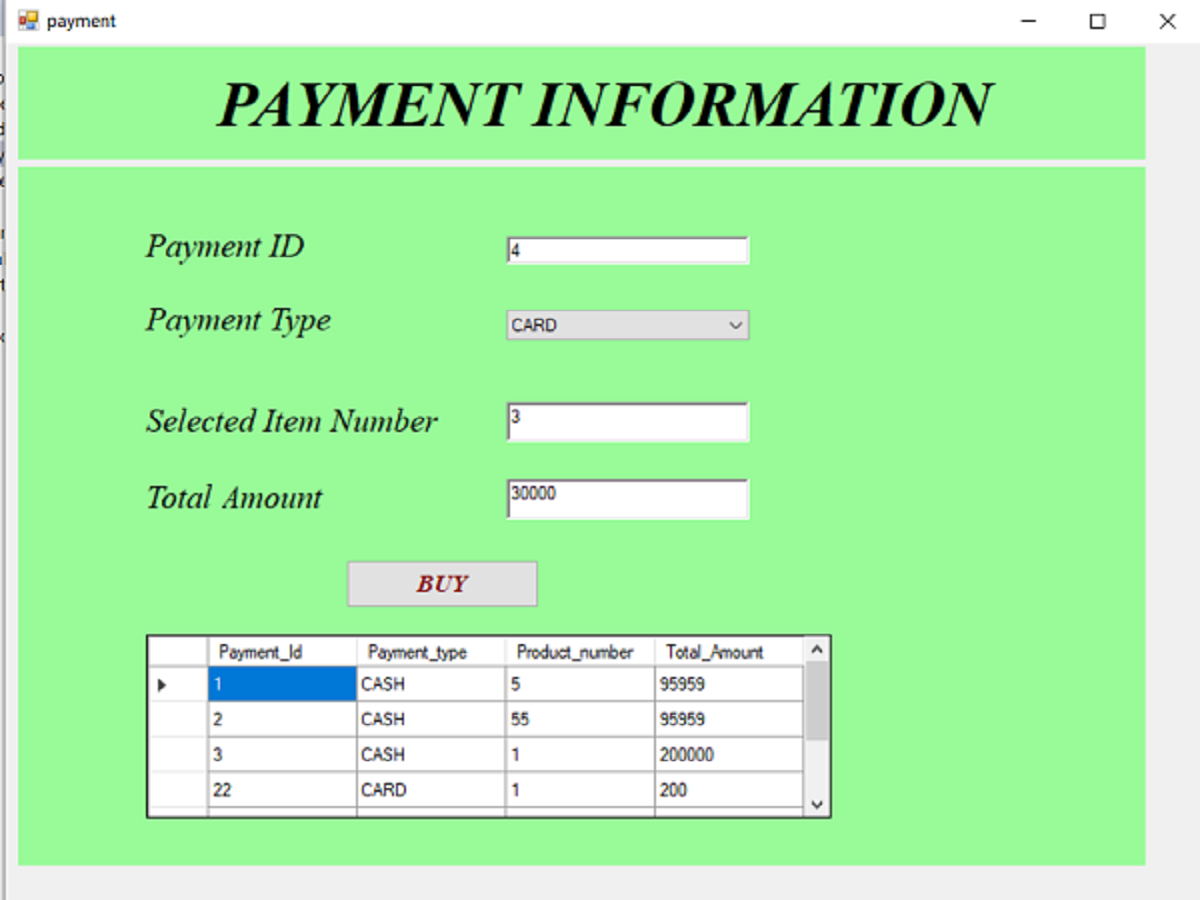 payment
PAYMENT INFORMATION
Payment ID 4
Payment Type CARD
Selected Item Number 3
Total Amount 30000
BUY
Payment_Id Payment_type Product_number Total_Amount
1 CASH 5 95959
2 CASH 55 95959
3 CASH 1 200000
22 CARD 1 200